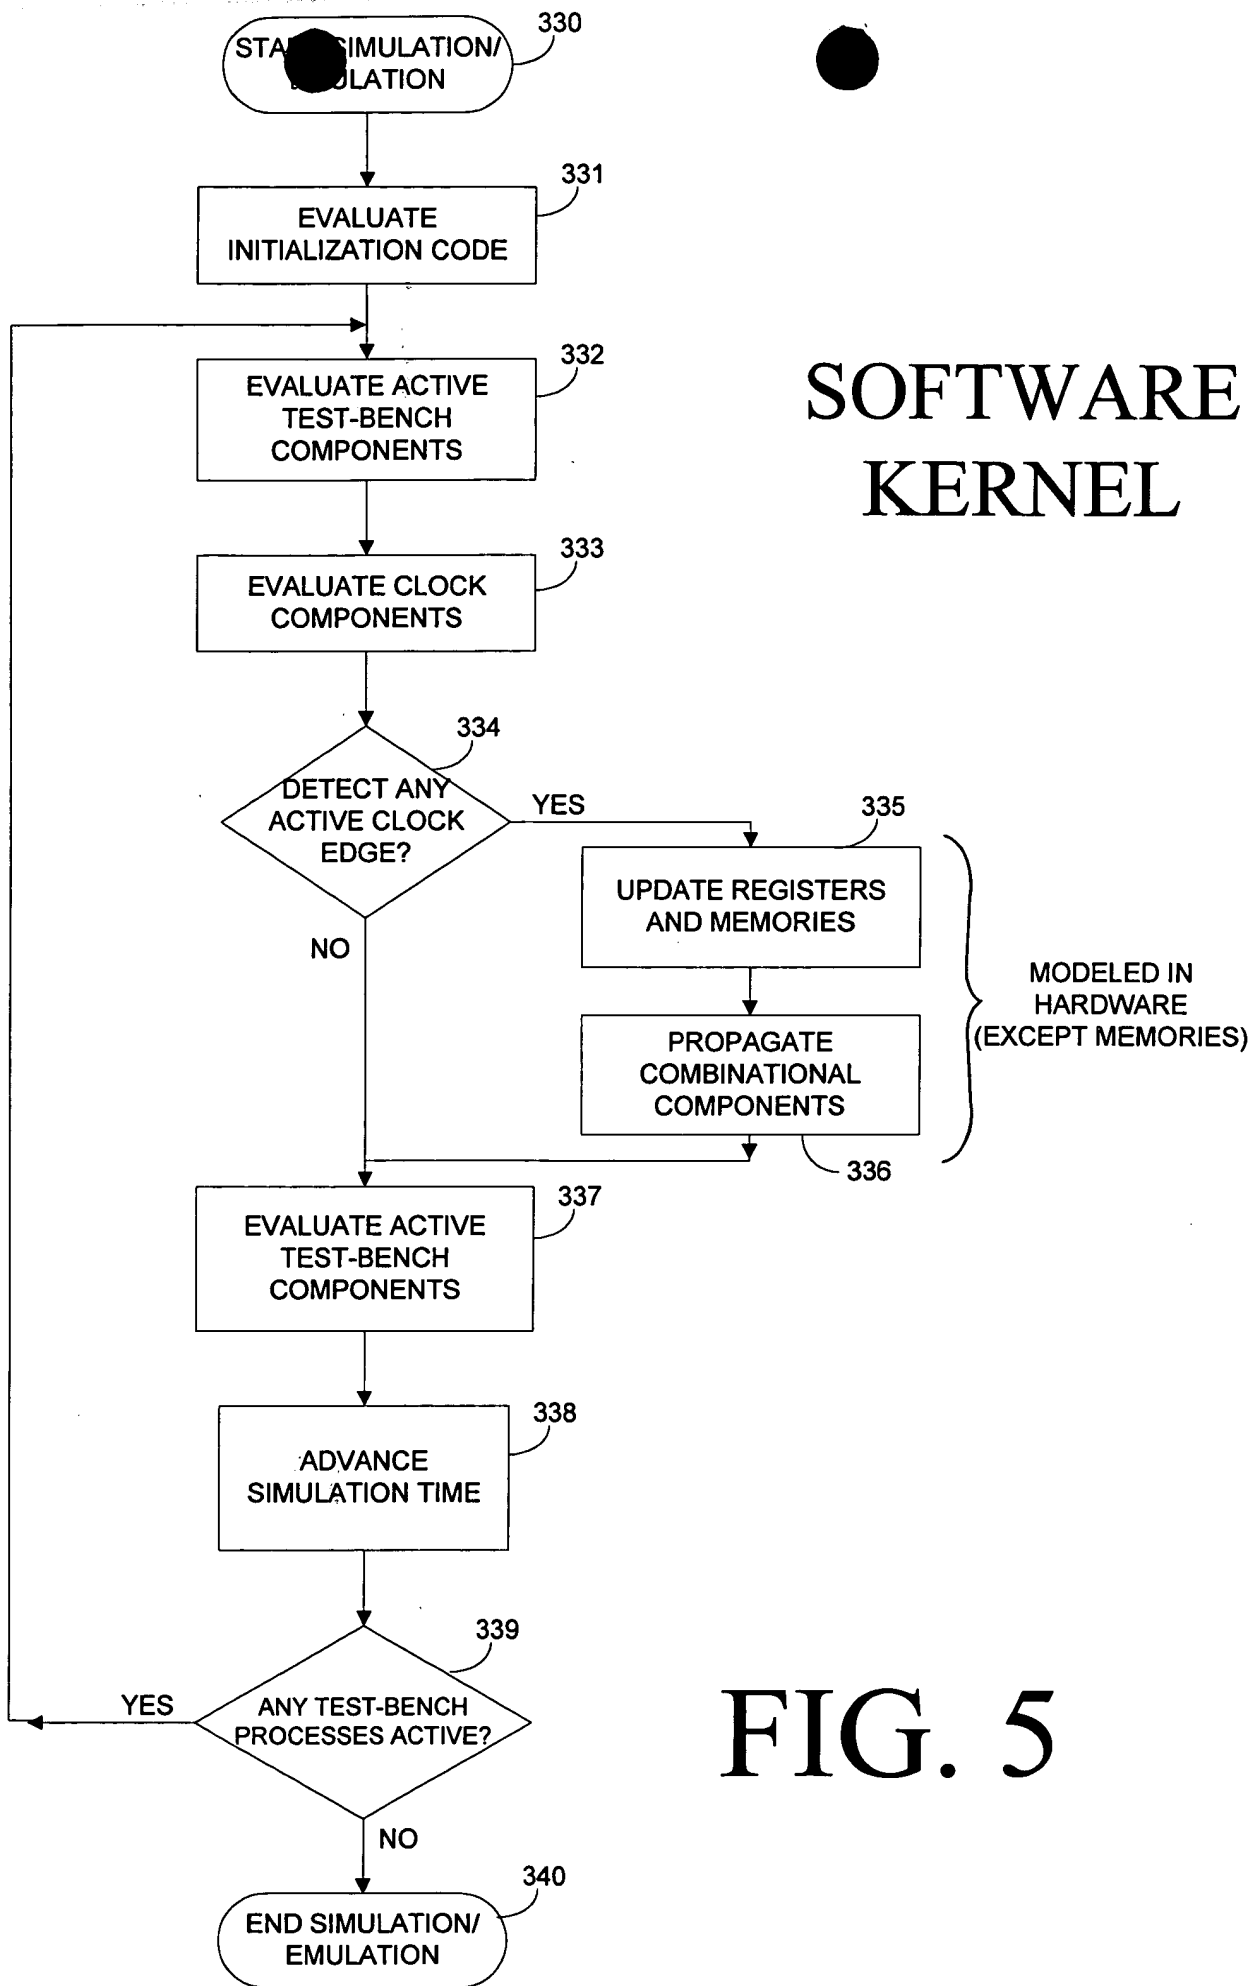 330
SIMULATION/
331
EVALUATE
INITIALIZATION CODE
332
EVALUATE ACTIVE
TEST-BENCH
COMPONENTS
SOFTWARE
KERNEL
333
EVALUATE CLOCK
COMPONENTS
334
DETECT ANY
ACTIVE CLOCK
EDGE?
YES
335
UPDATE REGISTERS
AND MEMORIES
NO
MODELED IN
HARDWARE
(EXCEPT MEMORIES)
PROPAGATE
COMBINATIONAL
COMPONENTS
336
337
EVALUATE ACTIVE
TEST-BENCH
COMPONENTS
338
ADVANCE
SIMULATION TIME
339
YES
ANY TEST-BENCH
PROCESSES ACTIVE?
FIG. 5
NO
340
END SIMULATION/
EMULATION